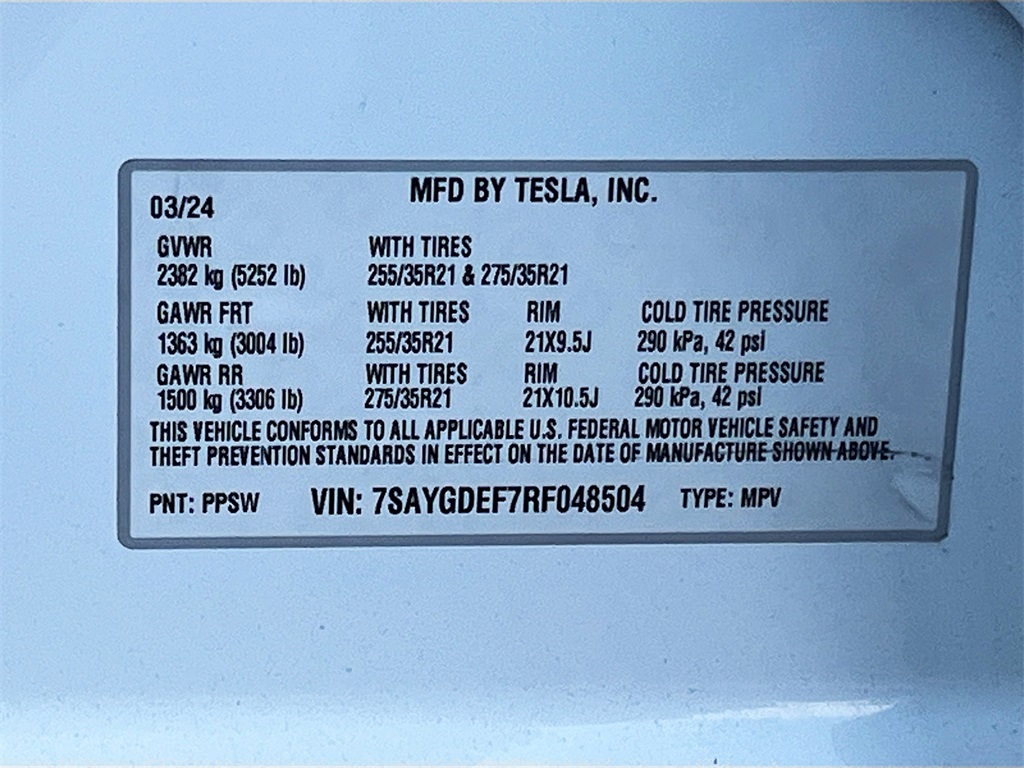 MFD BY TESLA, INC.
03/24
GVWR WITH TIRES
2382 kg (5252 lb) 255/35R21 & 275/35R21
GAWR FRT WITH TIRES RIM COLD TIRE PRESSURE
1363 kg (3004 lb) 255/35R21 21X9.5J 290 kPa, 42 psi
GAWR RR WITH TIRES RIM COLD TIRE PRESSURE
1500 kg (3306 lb) 275/35R21 21X10.5J 290 kPa, 42 psi
THIS VEHICLE CONFORMS TO ALL APPLICABLE U.S. FEDERAL MOTOR VEHICLE SAFETY AND
THEFT PREVENTION STANDARDS IN EFFECT ON THE DATE OF MANUFACTURE SHOWN ABOVE.
PNT: PPSW VIN: 7SAYGDEF7RF048504 TYPE: MPV